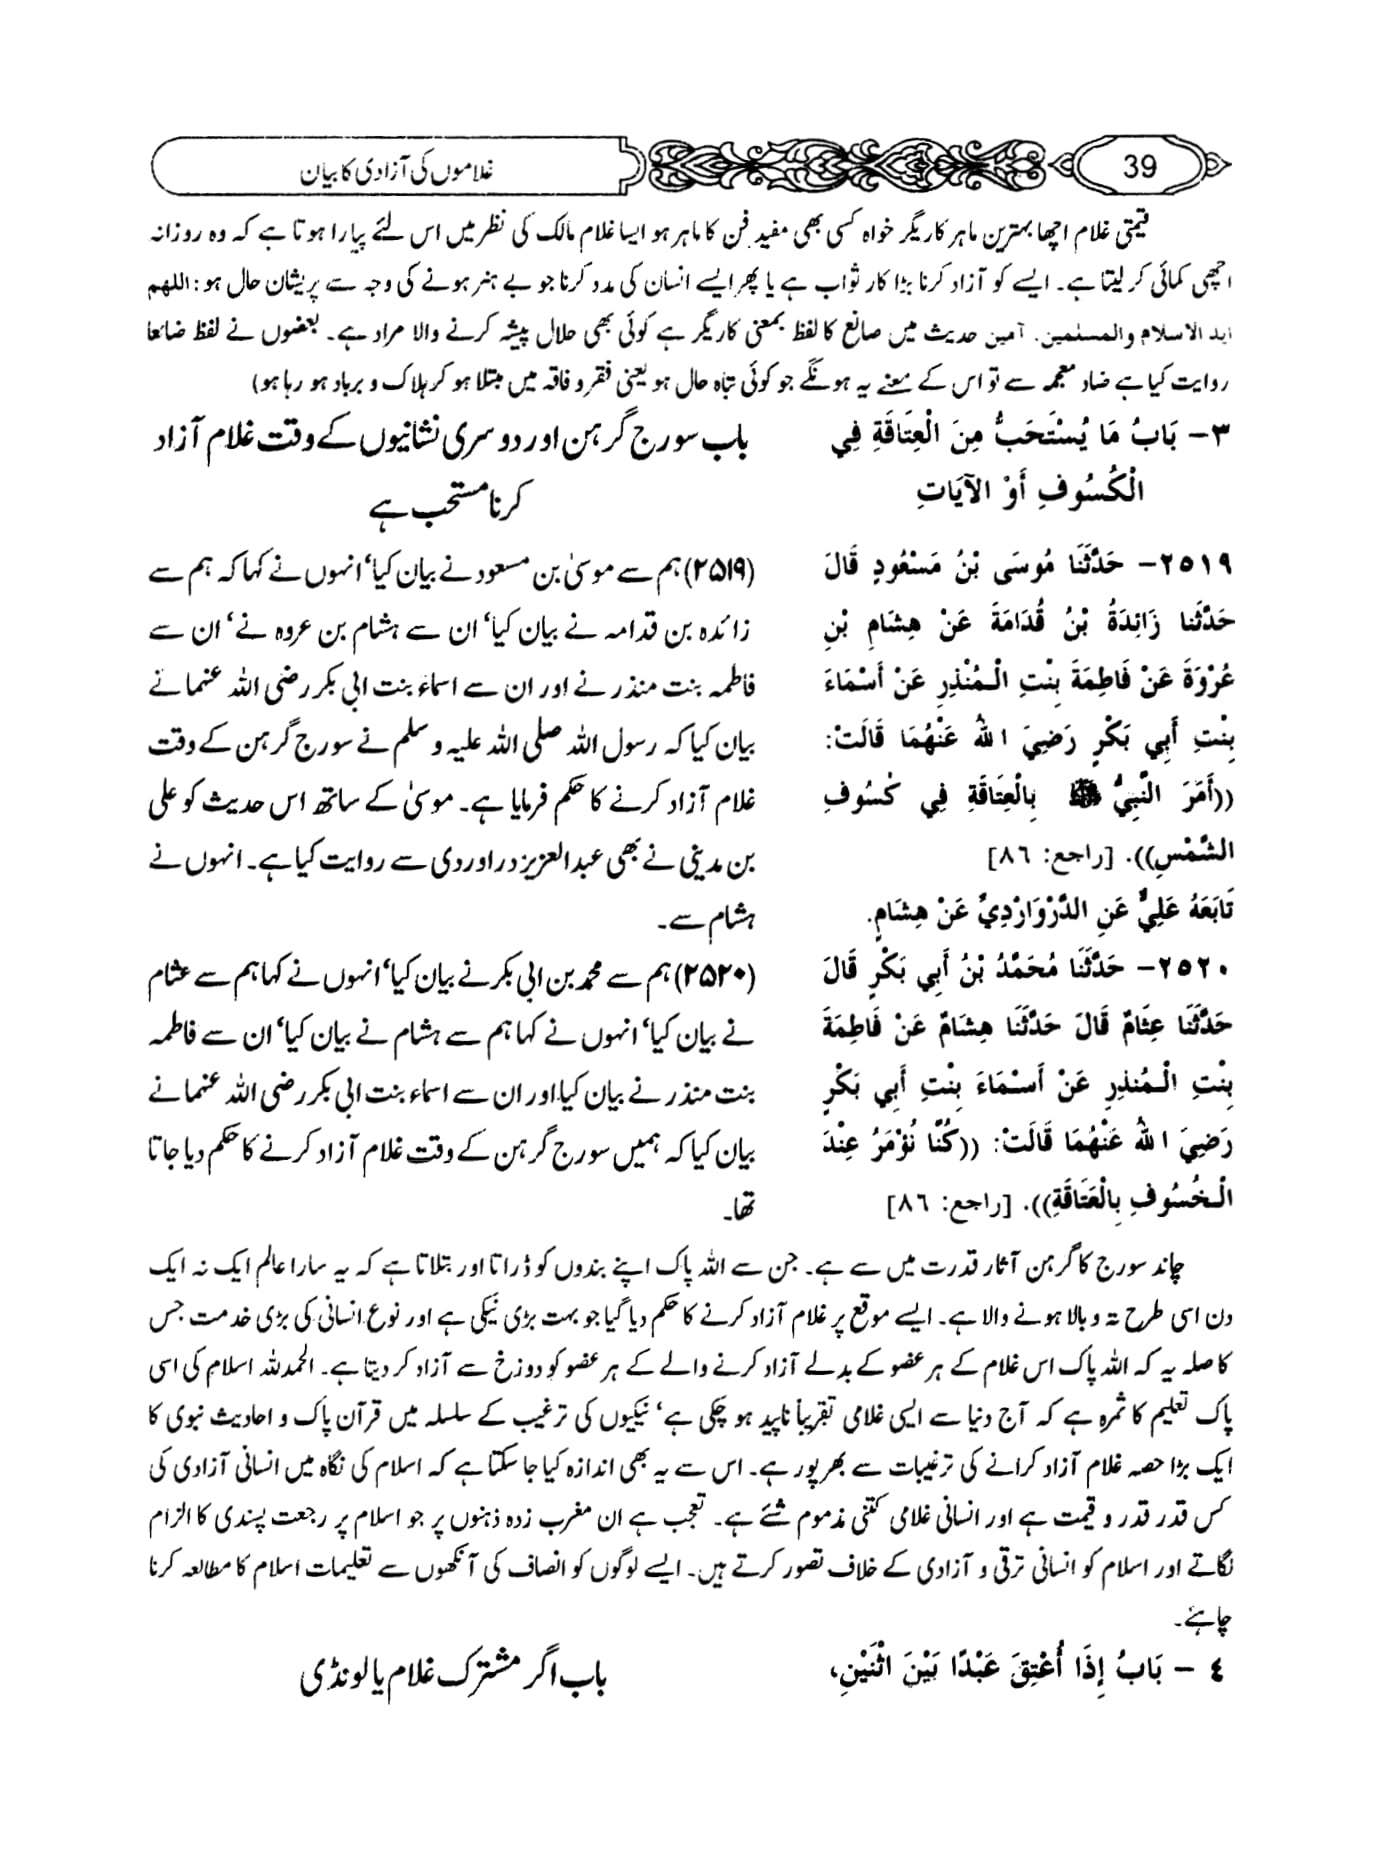 39
غلاموں کی آزادی کا بیان
قیمتی غلام اچھا بہترین ماہر کاریگر خواہ کسی بھی مفید فن کا ماہر ہو ایسا غلام مالک کی نظر میں اس لئے پیارا ہوتا ہے کہ وہ روزانہ
اچھی کمائی کر لیتا ہے۔ ایسے کو آزاد کرنا بڑا کار ثواب ہے یا پھر ایسے انسان کی مدد کرنا جو بے ہنر ہونے کی وجہ سے پریشان حال ہو : اللھم
اید الاسلام والمسلمین. آمین حدیث میں صانع کا لفظ بمعنی کاریگر ہے کوئی بھی حلال پیشہ کرنے والا مراد ہے۔ بعضوں نے لفظ ضائعا
روایت کیا ہے ضاد معجمہ سے تو اس کے معنے یہ ہونگے جو کوئی تباہ حال ہو یعنی فقر و فاقہ میں مبتلا ہو کر ہلاک و برباد ہو رہا ہو)
٣- بَابُ مَا يُسْتَحَبُّ مِنَ الْعِتَاقَةِ فِي
الْكُسُوفِ أَوْ الآيَاتِ
باب سورج گرہن اور دوسری نشانیوں کے وقت غلام آزاد
کرنا مستحب ہے
٢٥١٩- حَدَّثَنَا مُوسَى بْنُ مَسْعُودٍ قَالَ
حَدَّثَنَا زَائِدَةُ بْنُ قُدَامَةَ عَنْ هِشَامِ بْنِ
عُرْوَةَ عَنْ فَاطِمَةَ بِنْتِ الْمُنْذِرِ عَنْ أَسْمَاءَ
بِنْتِ أَبِي بَكْرٍ رَضِيَ اللهُ عَنْهُمَا قَالَتْ:
((أَمَرَ النَّبِيُّ ﷺ بِالْعِتَاقَةِ فِي كُسُوفِ
الشَّمْسِ)). [راجع: ٨٦]
تَابَعَهُ عَلِيٌّ عَنِ الدَّرْوَارْدِيِّ عَنْ هِشَامٍ.
(۲۵۱۹) ہم سے موسیٰ بن مسعود نے بیان کیا‘ انہوں نے کہا کہ ہم سے
زائدہ بن قدامہ نے بیان کیا‘ ان سے ہشام بن عروہ نے‘ ان سے
فاطمہ بنت منذر نے اور ان سے اسماء بنت ابی بکر رضی اللہ عنہما نے
بیان کیا کہ رسول اللہ صلی اللہ علیہ و سلم نے سورج گرہن کے وقت
غلام آزاد کرنے کا حکم فرمایا ہے۔ موسیٰ کے ساتھ اس حدیث کو علی
بن مدینی نے بھی عبدالعزیز دراوردی سے روایت کیا ہے۔ انہوں نے
ہشام سے۔
٢٥٢٠- حَدَّثَنَا مُحَمَّدُ بْنُ أَبِي بَكْرٍ قَالَ
حَدَّثَنَا عِثَامٌ قَالَ حَدَّثَنَا هِشَامٌ عَنْ فَاطِمَةَ
بِنْتِ الْمُنذِرِ عَنْ أَسْمَاءَ بِنْتِ أَبِي بَكْرٍ
رَضِيَ اللهُ عَنْهُمَا قَالَتْ: ((كُنَّا نُؤْمَرُ عِنْدَ
الْخُسُوفِ بِالْعَتَاقَةِ)). [راجع: ٨٦]
(۲۵۲۰) ہم سے محمد بن ابی بکر نے بیان کیا‘ انہوں نے کہا ہم سے عثام
نے بیان کیا‘ انہوں نے کہا ہم سے ہشام نے بیان کیا‘ ان سے فاطمہ
بنت منذر نے بیان کیا اور ان سے اسماء بنت ابی بکر رضی اللہ عنہما نے
بیان کیا کہ ہمیں سورج گرہن کے وقت غلام آزاد کرنے کا حکم دیا جاتا
تھا۔
چاند سورج کا گرہن آثار قدرت میں سے ہے۔ جن سے اللہ پاک اپنے بندوں کو ڈراتا اور بتلاتا ہے کہ یہ سارا عالم ایک نہ ایک
دن اسی طرح تہ و بالا ہونے والا ہے۔ ایسے موقع پر غلام آزاد کرنے کا حکم دیا گیا جو بہت بڑی نیکی ہے اور نوع انسانی کی بڑی خدمت جس
کا صلہ یہ کہ اللہ پاک اس غلام کے ہر عضو کے بدلے آزاد کرنے والے کے ہر عضو کو دوزخ سے آزاد کر دیتا ہے۔ الحمدللہ اسلام کی اسی
پاک تعلیم کا ثمرہ ہے کہ آج دنیا سے ایسی غلامی تقریباً ناپید ہو چکی ہے‘ نیکیوں کی ترغیب کے سلسلہ میں قرآن پاک و احادیث نبوی کا
ایک بڑا حصہ غلام آزاد کرانے کی ترغیبات سے بھرپور ہے۔ اس سے یہ بھی اندازہ کیا جا سکتا ہے کہ اسلام کی نگاہ میں انسانی آزادی کی
کس قدر قدر و قیمت ہے اور انسانی غلامی کتنی مذموم شئے ہے۔ تعجب ہے ان مغرب زدہ ذہنوں پر جو اسلام پر رجعت پسندی کا الزام
لگاتے اور اسلام کو انسانی ترقی و آزادی کے خلاف تصور کرتے ہیں۔ ایسے لوگوں کو انصاف کی آنکھوں سے تعلیمات اسلام کا مطالعہ کرنا
چاہئے۔
٤ - بَابُ إِذَا أُعْتِقَ عَبْدًا بَيْنَ اثْنَيْنِ،
باب اگر مشترک غلام یا لونڈی